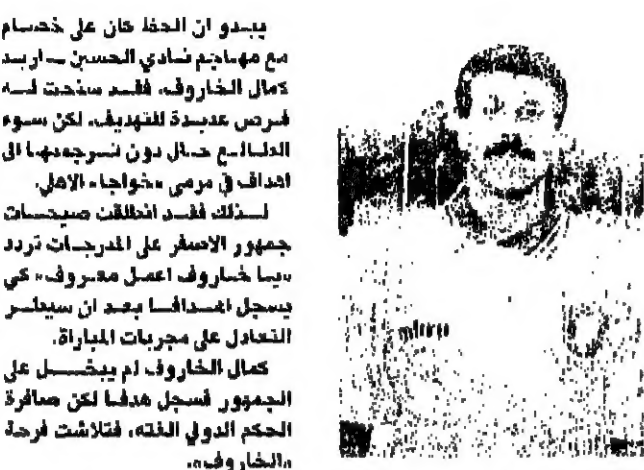 يبدو ان الحظ كان على خصام
مع مهاجم نادي الحسين ــ اربد
كمال الخاروف، فقد سنحت له
فرص عديدة للتهديف، لكن سوء
الطالع حال دون ترجمتها الى
اهداف في مرمى «خواجا» الاهلي.
لذلك فقد انطلقت صيحات
جمهور الاصفر على المدرجات تردد
«يا خاروف اعمل معروف» كي
يسجل اهدافا بعد ان سيطر
التعادل على مجريات المباراة.
كمال الخاروف لم يبخل على
الجمهور فسجل هدفا لكن صافرة
الحكم الدولي الغته، فتلاشت فرحة
«الخاروف».